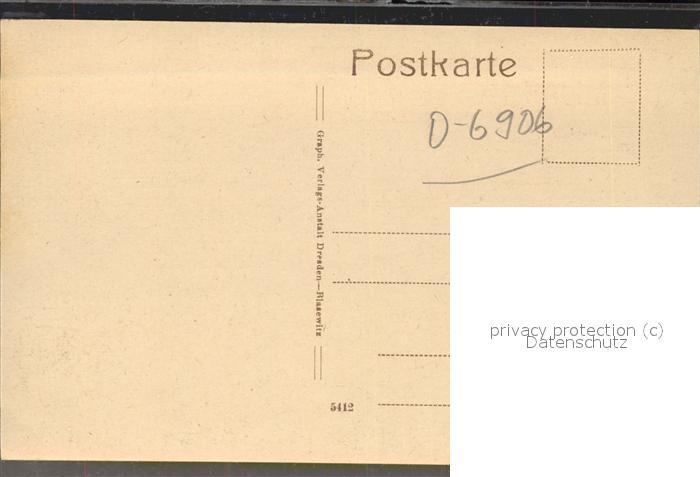 Postkarte
D-6906
Graph. Verlags-Anstalt Dresden—Blasewitz
5412
privacy protection (c)
Datenschutz